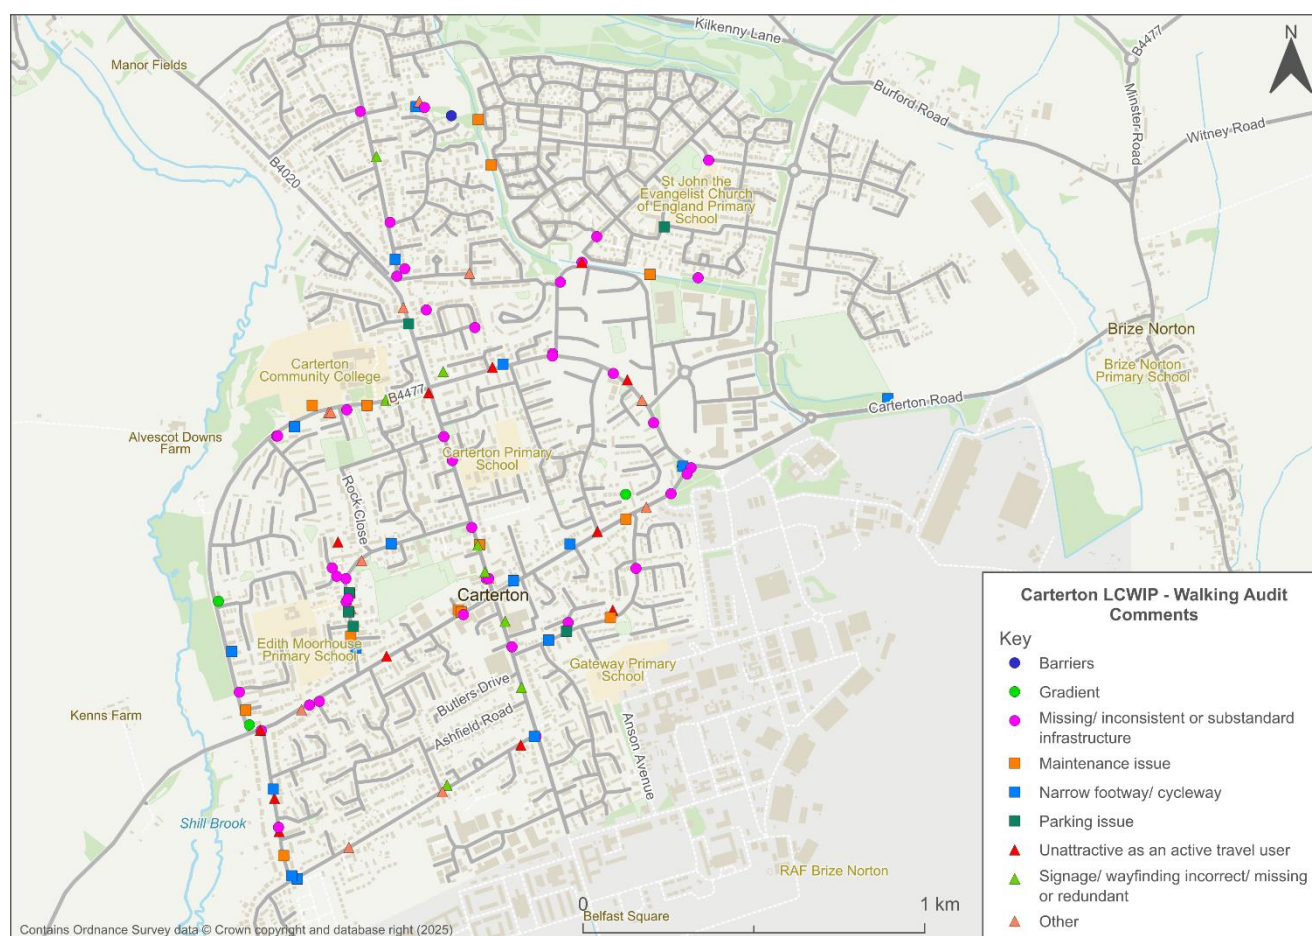 Kilkenny Lane
B4477
N
Manor Fields
Burford Road
Minster Road
Witney Road
B4020
St John the
Evangelist Church
of England Primary
School
Brize Norton
Brize Norton
Primary School
Carterton
Community College
B4477
Carterton Road
Alvescot Downs
Farm
Carterton Primary
School
Rock Close
Carterton
Edith Moorhouse
Primary School
Gateway Primary
School
Butlers Drive
Kenns Farm
Ashfield Road
Anson Avenue
Shill Brook
RAF Brize Norton
Belfast Square
0
1 km
Contains Ordnance Survey data © Crown copyright and database right (2025)
Carterton LCWIP - Walking Audit
Comments
Key
Barriers
Gradient
Missing/ inconsistent or substandard
infrastructure
Maintenance issue
Narrow footway/ cycleway
Parking issue
Unattractive as an active travel user
Signage/ wayfinding incorrect/ missing
or redundant
Other